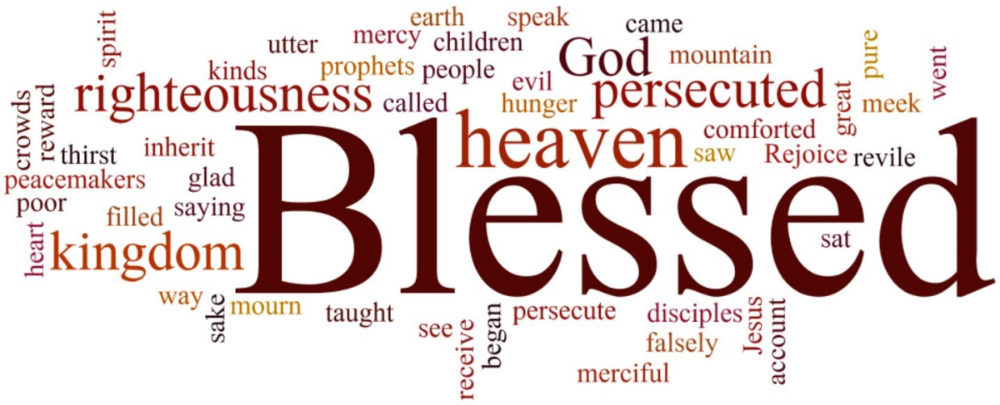 earth speak
came
spirit
utter mercy children
God
mountain
pure
went
kinds prophets people
evil
righteousness called
hunger
persecuted
great
meek
crowds
reward
thirst inherit
heaven
comforted
saw Rejoice revile
peacemakers glad
poor
saying
Blessed
filled
heart
kingdom
sat
way
sake
mourn taught
see
receive
began
persecute disciples
Jesus
account
falsely
merciful